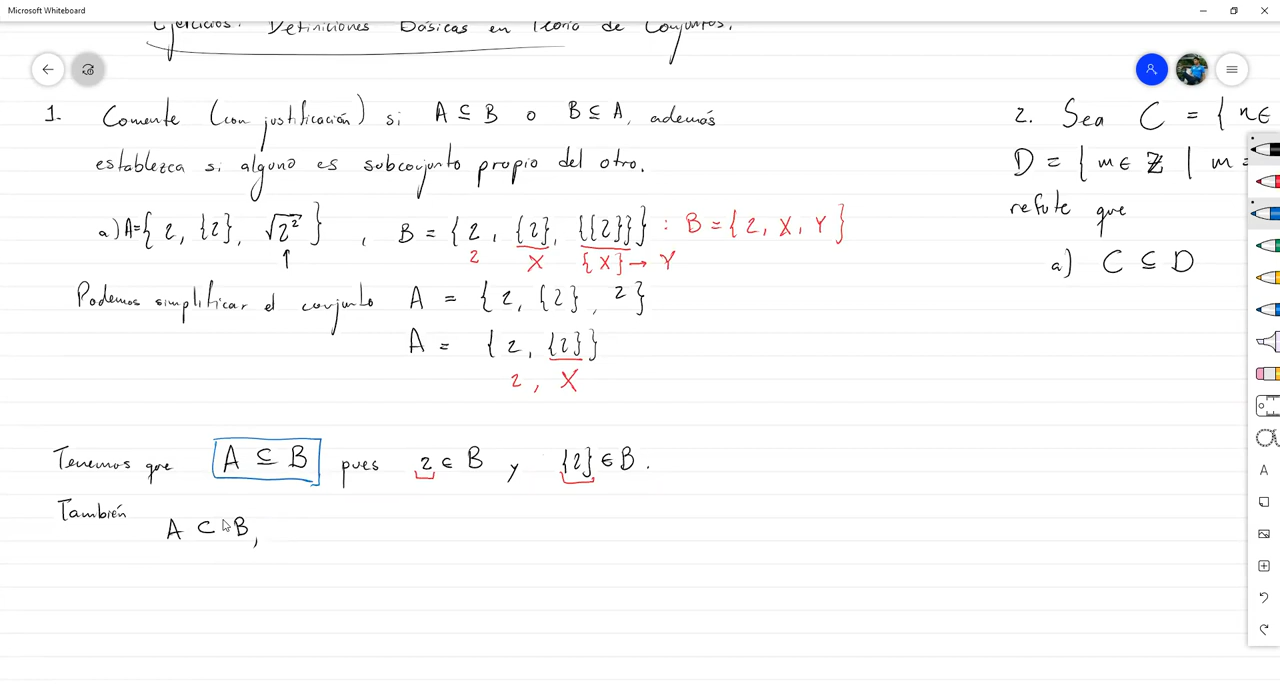 Microsoft Whiteboard
Ejercicios: Definiciones Básicas en Teoría de Conjuntos.
1. Comente (con justificación) si A ⊆ B o B ⊆ A, además
establezca si alguno es subconjunto propio del otro.
a) A={2, {2}, √2²} , B = {2, {2}, {{2}}} : B = {2, X, Y}
2 X {X} → Y
Podemos simplificar el conjunto A = {2, {2}, 2}
A = {2, {2}}
2, X
Tenemos que A ⊆ B pues 2 ∈ B y {2} ∈ B.
También A ⊂ B,
2. Sea C = { n ∈
D = { m ∈ ℤ | m =
refute que
a) C ⊆ D
A